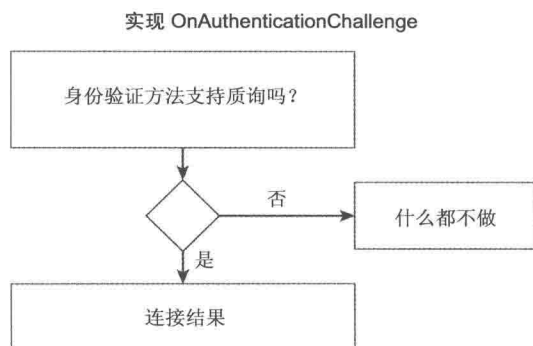 实现 OnAuthenticationChallenge
身份验证方法支持质询吗？
否
什么都不做
是
连接结果